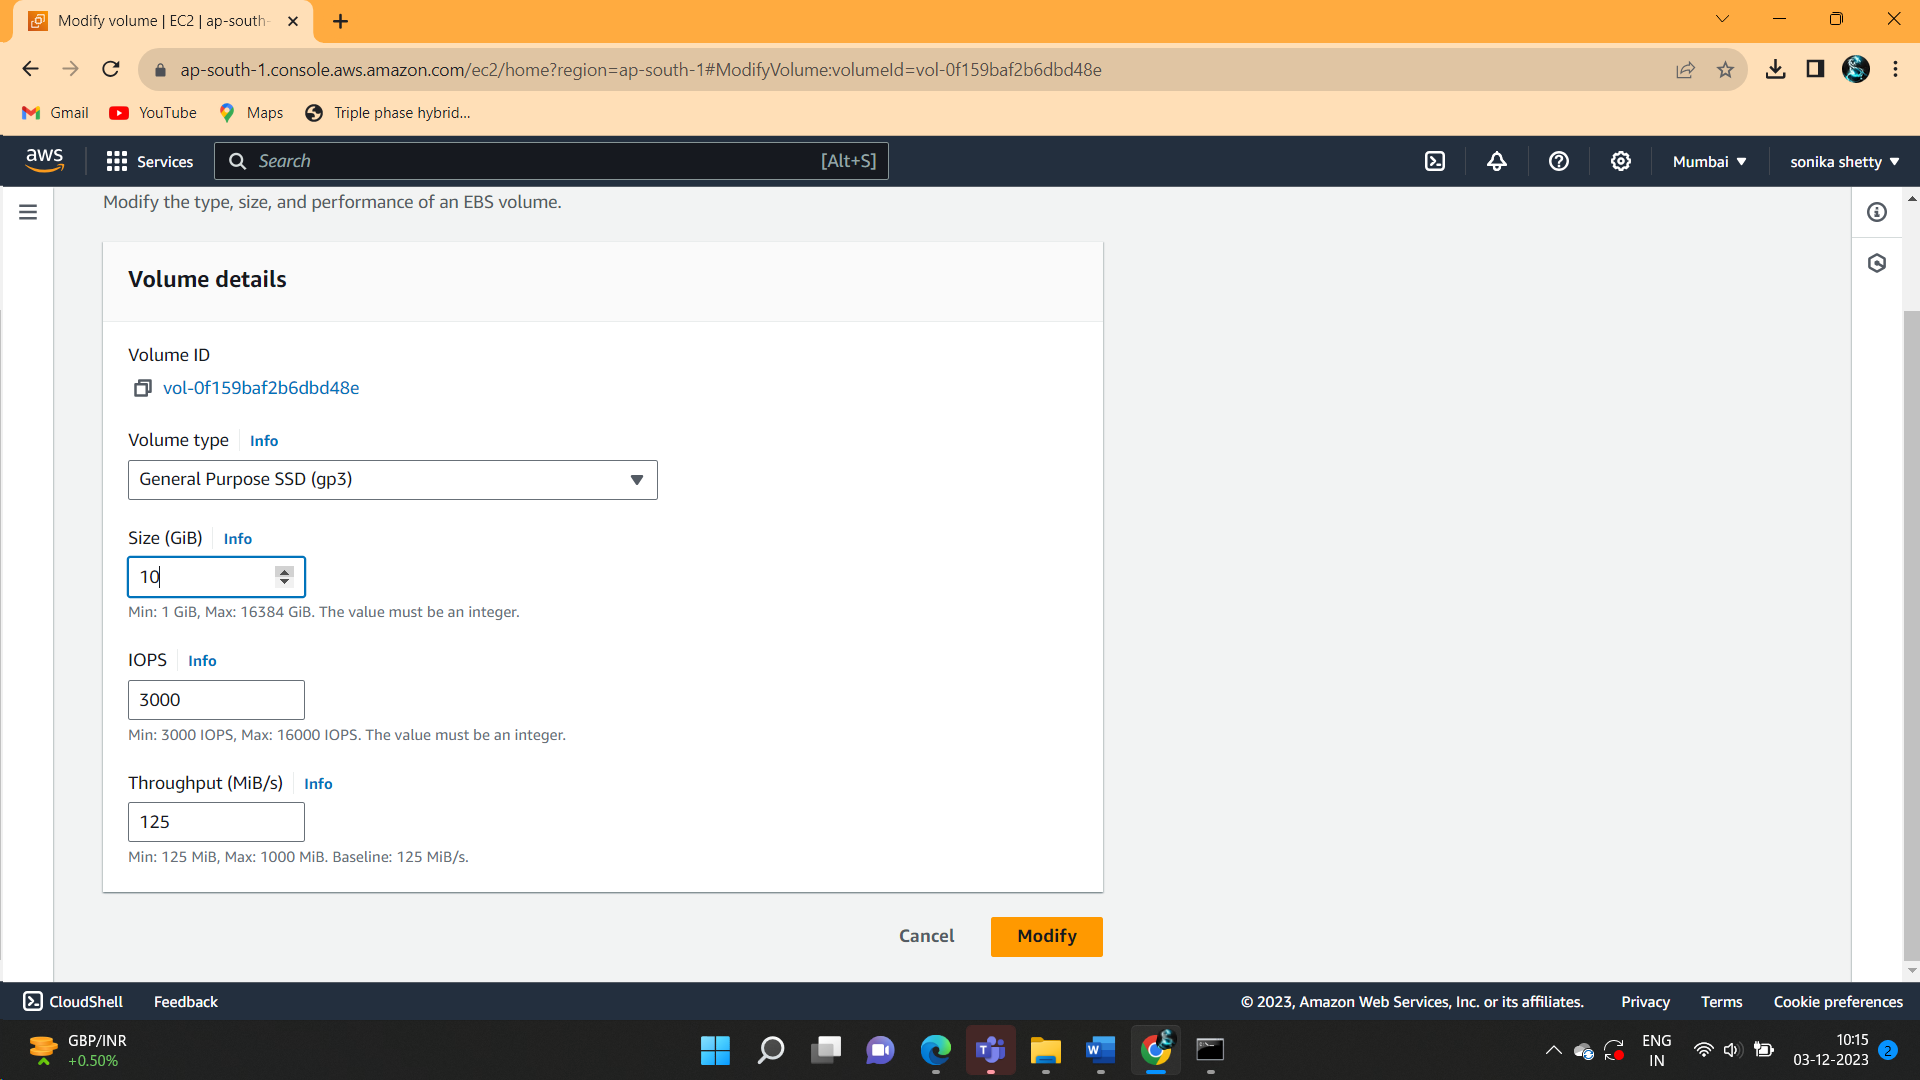 Modify volume | EC2 | ap-south-
ap-south-1.console.aws.amazon.com/ec2/home?region=ap-south-1#ModifyVolume:volumeId=vol-0f159baf2b6dbd48e
Gmail YouTube Maps Triple phase hybrid...
aws Services Search [Alt+S] Mumbai sonika shetty
Modify the type, size, and performance of an EBS volume.
Volume details
Volume ID
vol-0f159baf2b6dbd48e
Volume type Info
General Purpose SSD (gp3)
Size (GiB) Info
10
Min: 1 GiB, Max: 16384 GiB. The value must be an integer.
IOPS Info
3000
Min: 3000 IOPS, Max: 16000 IOPS. The value must be an integer.
Throughput (MiB/s) Info
125
Min: 125 MiB, Max: 1000 MiB. Baseline: 125 MiB/s.
Cancel Modify
CloudShell Feedback © 2023, Amazon Web Services, Inc. or its affiliates. Privacy Terms Cookie preferences
GBP/INR
+0.50%
ENG
IN
10:15
03-12-2023
2